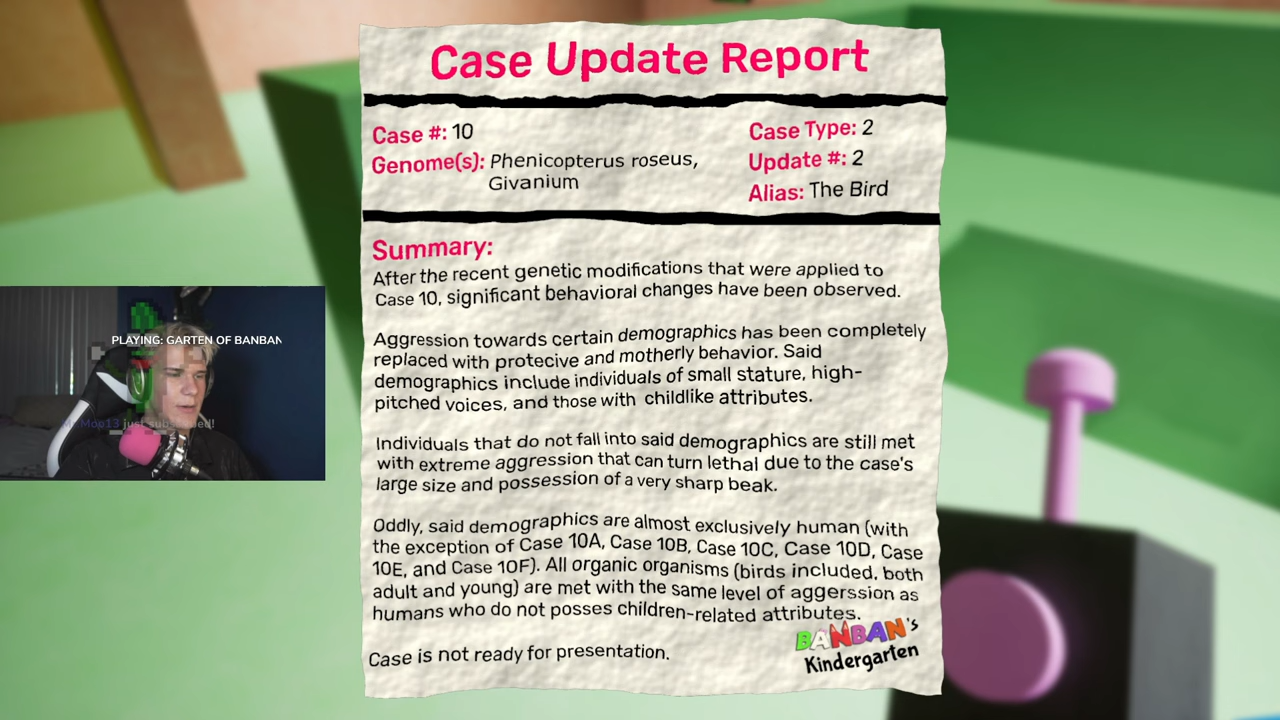 Case Update Report
Case #: 10
Genome(s): Phenicopterus roseus,
Givanium
Case Type: 2
Update #: 2
Alias: The Bird
Summary:
After the recent genetic modifications that were applied to
Case 10, significant behavioral changes have been observed.
Aggression towards certain demographics has been completely
replaced with protecive and motherly behavior. Said
demographics include individuals of small stature, high-
pitched voices, and those with childlike attributes.
Individuals that do not fall into said demographics are still met
with extreme aggression that can turn lethal due to the case's
large size and possession of a very sharp beak.
Oddly, said demographics are almost exclusively human (with
the exception of Case 10A, Case 10B, Case 10C, Case 10D, Case
10E, and Case 10F). All organic organisms (birds included, both
adult and young) are met with the same level of aggerssion as
humans who do not posses children-related attributes.
Case is not ready for presentation.
BANBAN's
Kindergarten
PLAYING: GARTEN OF BANBAN
just